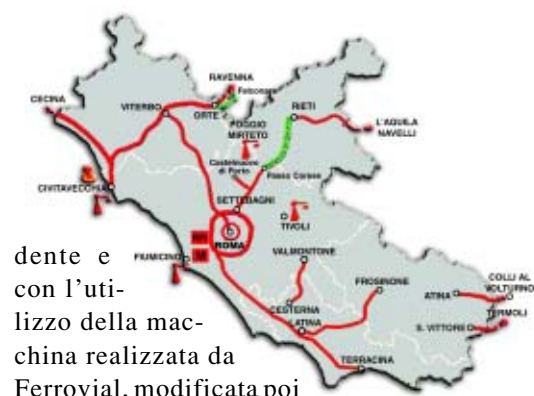 RAVENNA
Falconara
CECINA
VITERBO
ORTE
RIETI
POGGIO
MIRTETO
L'AQUILA
NAVELLI
Castelnuovo
di Porto
Passo Corese
CIVITAVECCHIA
SETTEBAGNI
TIVOLI
ROMA
FIUMICINO
VALMONTONE
FROSINONE
COLLI AL
VOLTURNO
ATINA
TERMOLI
CESTERNA
LATINA
S. VITTORE
TERRACINA
dente e
con l'uti-
lizzo della mac-
china realizzata da
Ferrovial, modificata poi